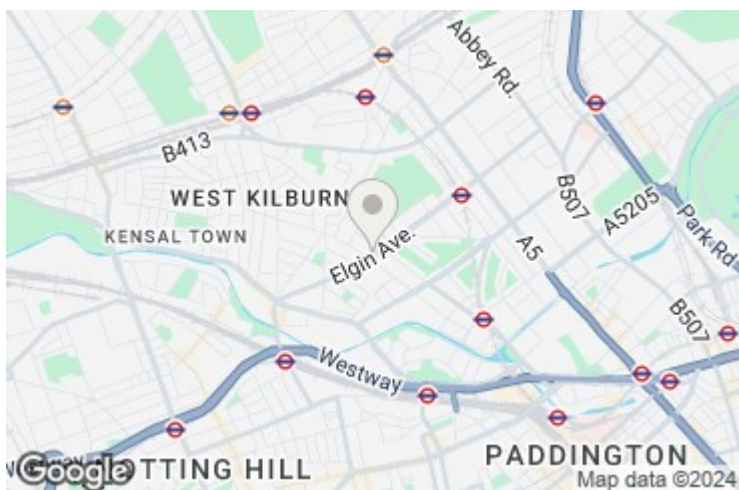 Abbey Rd.
B413
WEST KILBURN
B507
A5205
Park Rd
KENSAL TOWN
Elgin Ave.
A5
B507
Westway
Google
OTTING HILL
PADDINGTON
Map data ©2024